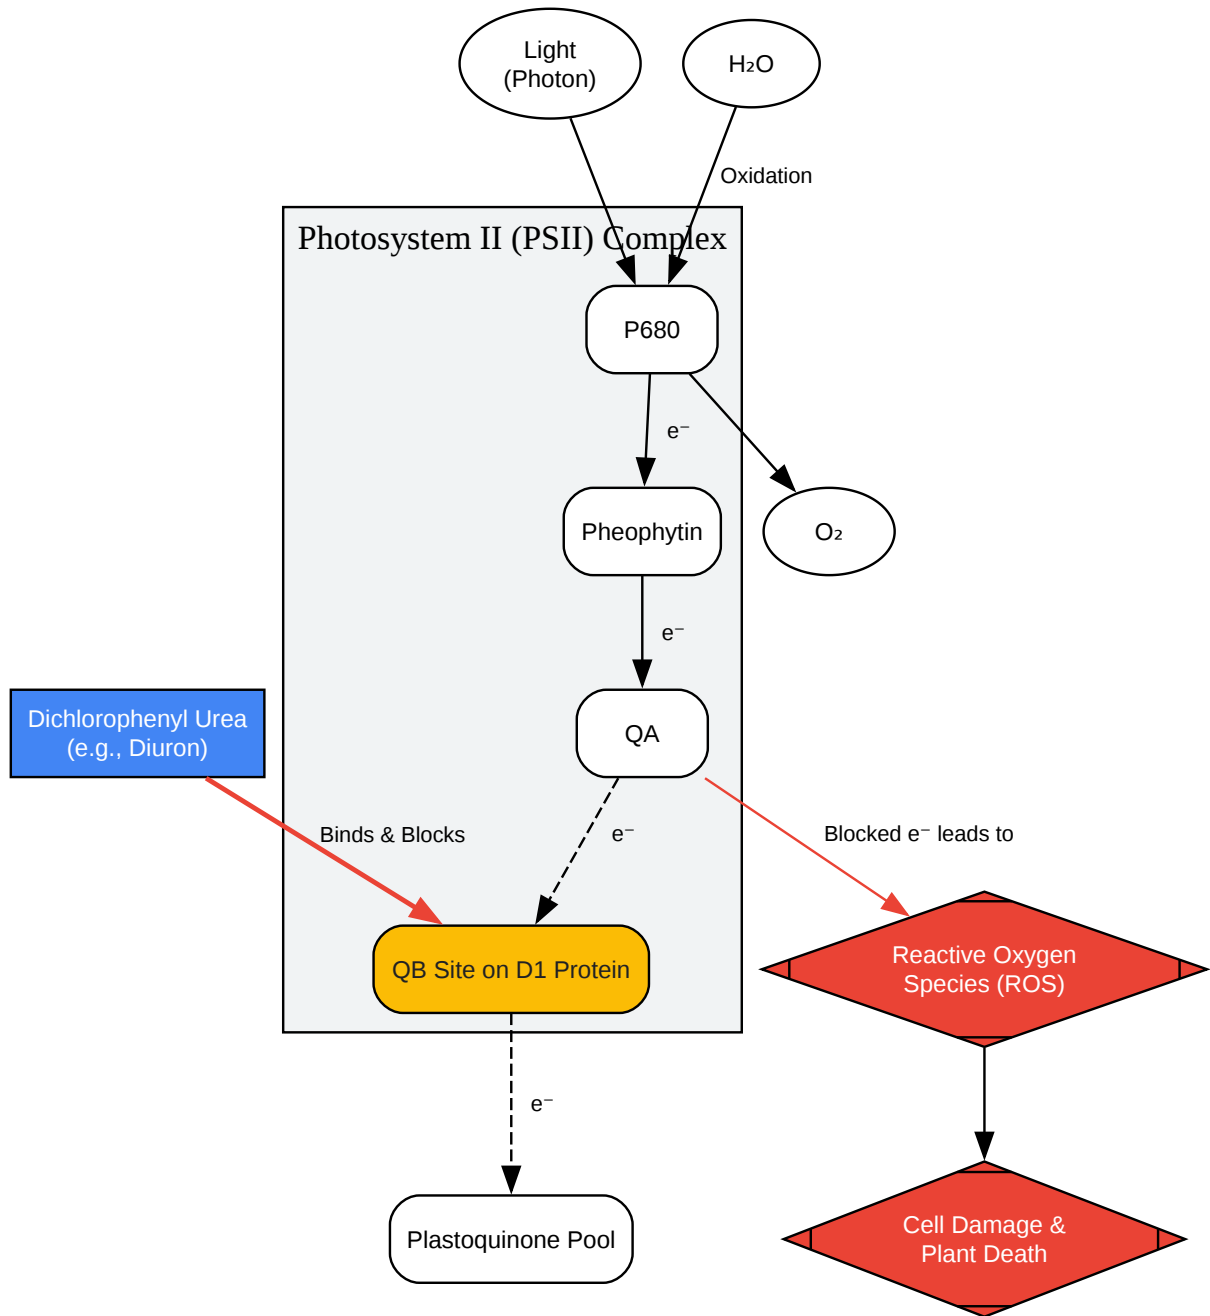 Light
(Photon)
H₂O
Oxidation
Photosystem II (PSII) Complex
P680
e⁻
Pheophytin
O₂
e⁻
Dichlorophenyl Urea
(e.g., Diuron)
QA
Binds & Blocks
e⁻
Blocked e⁻ leads to
QB Site on D1 Protein
Reactive Oxygen
Species (ROS)
e⁻
Plastoquinone Pool
Cell Damage &
Plant Death